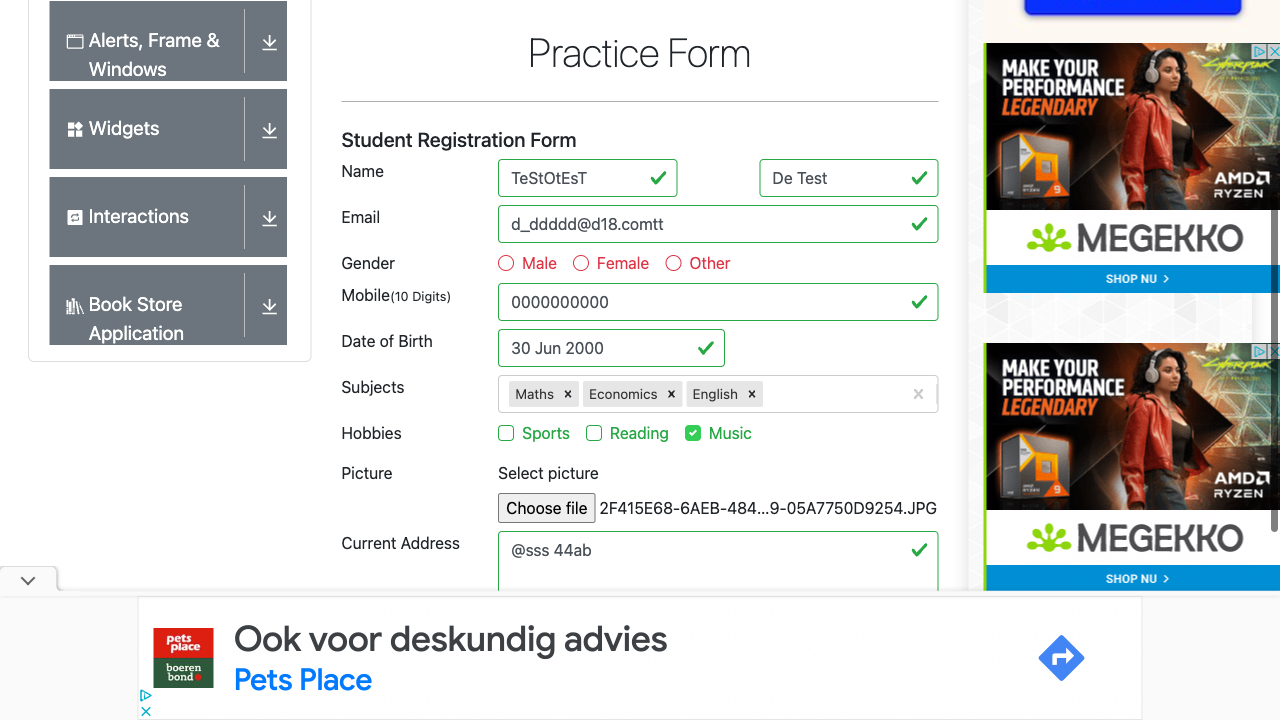 Alerts, Frame &
Windows
Widgets
Interactions
Book Store
Application
Practice Form
Student Registration Form
Name
TeStOtEsT
De Test
Email
d_ddddd@d18.comtt
Gender
Male
Female
Other
Mobile(10 Digits)
0000000000
Date of Birth
30 Jun 2000
Subjects
Maths
Economics
English
Hobbies
Sports
Reading
Music
Picture
Select picture
Choose file 2F415E68-6AEB-484...9-05A7750D9254.JPG
Current Address
@sss 44ab
MAKE YOUR
PERFORMANCE
LEGENDARY
AMD
RYZEN
MEGEKKO
SHOP NU
MAKE YOUR
PERFORMANCE
LEGENDARY
AMD
RYZEN
MEGEKKO
SHOP NU
pets
place
boeren
bond
Ook voor deskundig advies
Pets Place